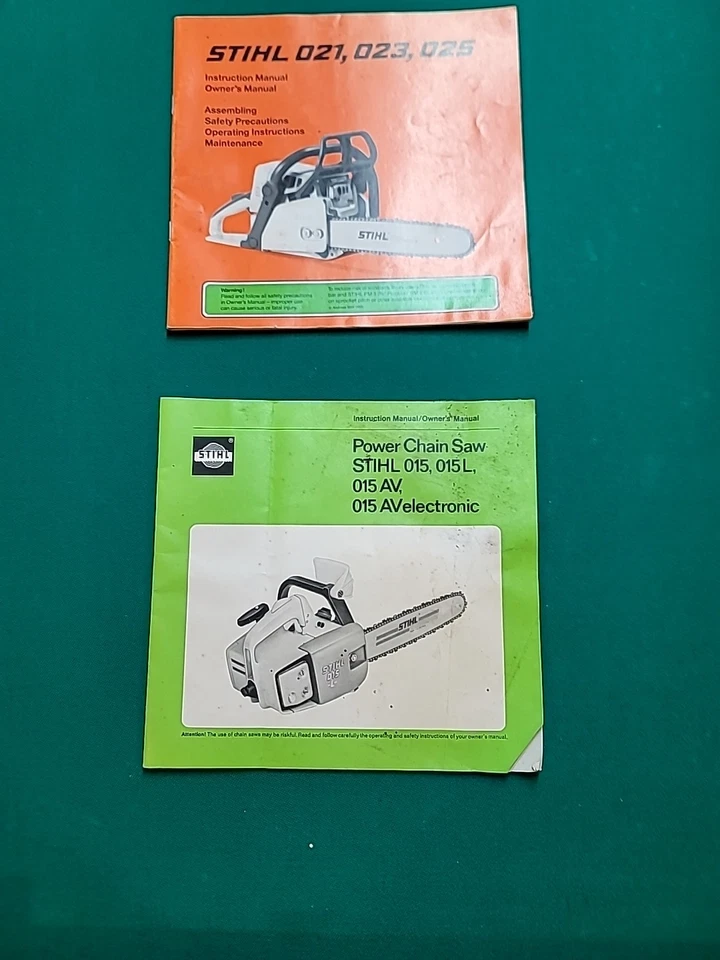 STIHL 021, 023, 025
Instruction Manual
Owner's Manual
Assembling
Safety Precautions
Operating Instructions
Maintenance
STIHL
Warning!
Read and follow all safety precautions
in Owner's Manual – improper use
can cause serious or fatal injury.
Instruction Manual/Owner's Manual
STIHL®
Power Chain Saw
STIHL 015, 015 L,
015 AV,
015 AVelectronic
STIHL
STIHL
015
L
Attention! The use of chain saws may be riskful. Read and follow carefully the operating and safety instructions of your owner's manual.